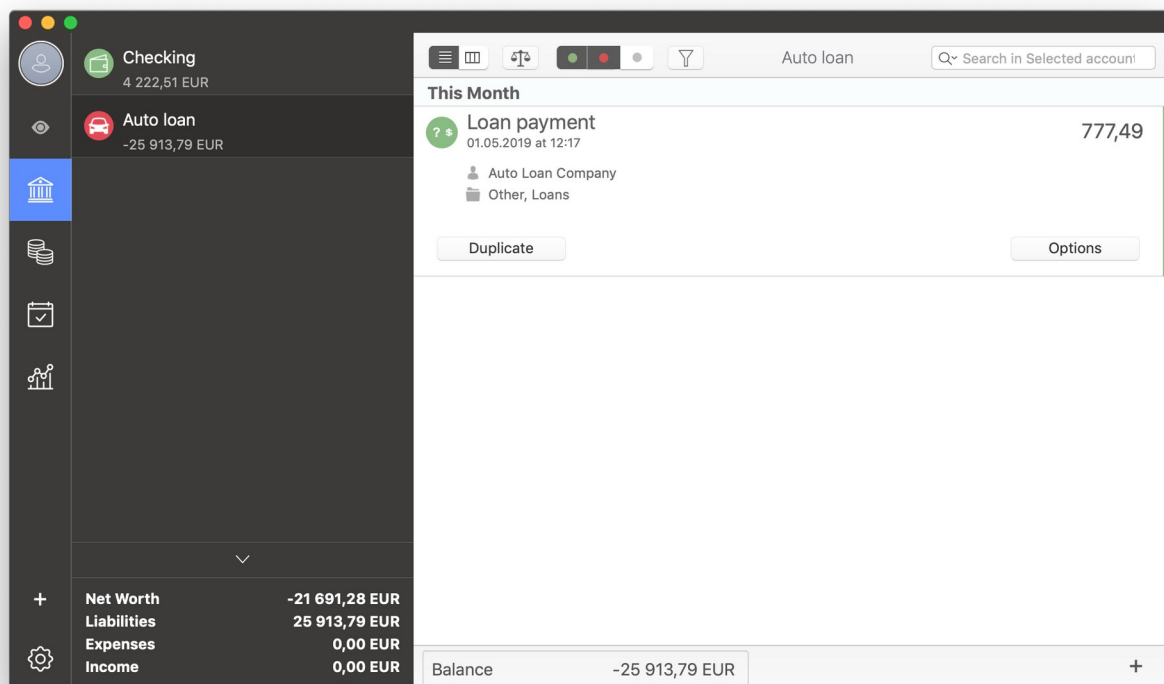 Checking
4 222,51 EUR
Auto loan
-25 913,79 EUR
Net Worth -21 691,28 EUR
Liabilities 25 913,79 EUR
Expenses 0,00 EUR
Income 0,00 EUR
Auto loan
Search in Selected account
This Month
? $
Loan payment
777,49
01.05.2019 at 12:17
Auto Loan Company
Other, Loans
Duplicate
Options
Balance -25 913,79 EUR